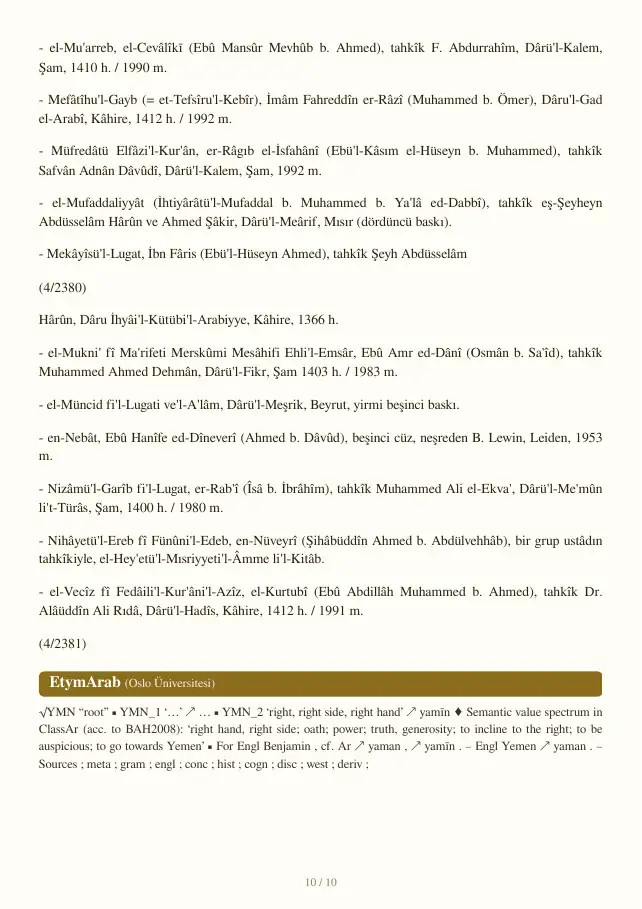 - el-Mu'arreb, el-Cevâlîkī (Ebû Mansûr Mevhûb b. Ahmed), tahkîk F. Abdurrahîm, Dârü'l-Kalem,
Şam, 1410 h. / 1990 m.
- Mefâtîhu'l-Gayb (= et-Tefsîru'l-Kebîr), İmâm Fahreddîn er-Râzî (Muhammed b. Ömer), Dâru'l-Gad
el-Arabî, Kâhire, 1412 h. / 1992 m.
- Müfredâtü Elfâzi'l-Kur'ân, er-Râgıb el-İsfahânî (Ebü'l-Kâsım el-Hüseyn b. Muhammed), tahkîk
Safvân Adnân Dâvûdî, Dârü'l-Kalem, Şam, 1992 m.
- el-Mufaddaliyyât (İhtiyârâtü'l-Mufaddal b. Muhammed b. Ya'lâ ed-Dabbî), tahkîk eş-Şeyheyn
Abdüsselâm Hârûn ve Ahmed Şâkir, Dârü'l-Meârif, Mısır (dördüncü baskı).
- Mekâyîsü'l-Lugat, İbn Fâris (Ebü'l-Hüseyn Ahmed), tahkîk Şeyh Abdüsselâm
(4/2380)
Hârûn, Dâru İhyâi'l-Kütübi'l-Arabiyye, Kâhire, 1366 h.
- el-Mukni' fî Ma'rifeti Merskûmi Mesâhifi Ehli'l-Emsâr, Ebû Amr ed-Dânî (Osmân b. Sa'îd), tahkîk
Muhammed Ahmed Dehmân, Dârü'l-Fikr, Şam 1403 h. / 1983 m.
- el-Müncid fi'l-Lugati ve'l-A'lâm, Dârü'l-Meşrik, Beyrut, yirmi beşinci baskı.
- en-Nebât, Ebû Hanîfe ed-Dîneverî (Ahmed b. Dâvûd), beşinci cüz, neşreden B. Lewin, Leiden, 1953
m.
- Nizâmü'l-Garîb fi'l-Lugat, er-Rab'î (Îsâ b. İbrâhîm), tahkîk Muhammed Ali el-Ekva', Dârü'l-Me'mûn
li't-Türâs, Şam, 1400 h. / 1980 m.
- Nihâyetü'l-Ereb fî Fünûni'l-Edeb, en-Nüveyrî (Şihâbüddîn Ahmed b. Abdülvehhâb), bir grup ustâdın
tahkîkiyle, el-Hey'etü'l-Mısriyyeti'l-Âmme li'l-Kitâb.
- el-Vecîz fî Fedâili'l-Kur'âni'l-Azîz, el-Kurtubî (Ebû Abdillâh Muhammed b. Ahmed), tahkîk Dr.
Alâüddîn Ali Rıdâ, Dârü'l-Hadîs, Kâhire, 1412 h. / 1991 m.
(4/2381)
EtymArab (Oslo Üniversitesi)
√YMN “root” ▪ YMN_1 ‘…’ ↗ … ▪ YMN_2 ‘right, right side, right hand’ ↗ yamīn ♦ Semantic value spectrum in
ClassAr (acc. to BAH2008): ‘right hand, right side; oath; power; truth, generosity; to incline to the right; to be
auspicious; to go towards Yemen’ ▪ For Engl Benjamin , cf. Ar ↗ yaman , ↗ yamīn . – Engl Yemen ↗ yaman . –
Sources ; meta ; gram ; engl ; conc ; hist ; cogn ; disc ; west ; deriv ;
10 / 10